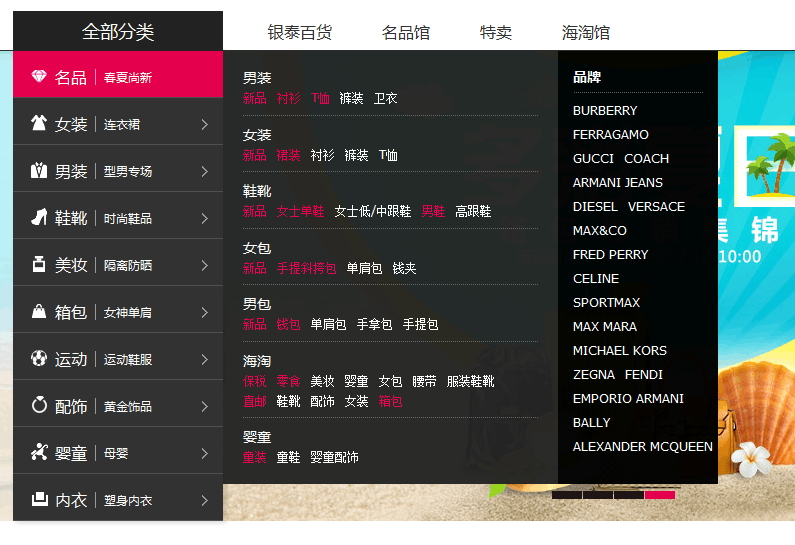 全部分类 银泰百货 名品馆 特卖 海淘馆
名品 春夏尚新
女装 连衣裙
男装 型男专场
鞋靴 时尚鞋品
美妆 隔离防晒
箱包 女神单肩
运动 运动鞋服
配饰 黄金饰品
婴童 母婴
内衣 塑身内衣
男装
新品 衬衫 T恤 裤装 卫衣
女装
新品 裙装 衬衫 裤装 T恤
鞋靴
新品 女士单鞋 女士低/中跟鞋 男鞋 高跟鞋
女包
新品 手提斜挎包 单肩包 钱夹
男包
新品 钱包 单肩包 手拿包 手提包
海淘
保税 零食 美妆 婴童 女包 腰带 服装鞋靴
直邮 鞋靴 配饰 女装 箱包
婴童
童装 童鞋 婴童配饰
品牌
BURBERRY
FERRAGAMO
GUCCI COACH
ARMANI JEANS
DIESEL VERSACE
MAX&CO
FRED PERRY
CELINE
SPORTMAX
MAX MARA
MICHAEL KORS
ZEGNA FENDI
EMPORIO ARMANI
BALLY
ALEXANDER MCQUEEN
集 锦
10:00